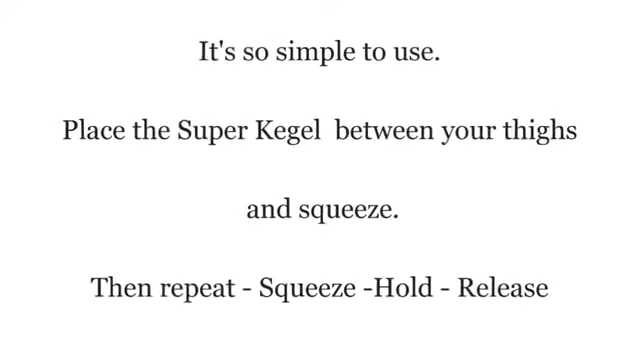 It's so simple to use.
Place the Super Kegel  between your thighs
and squeeze.
Then repeat - Squeeze -Hold - Release